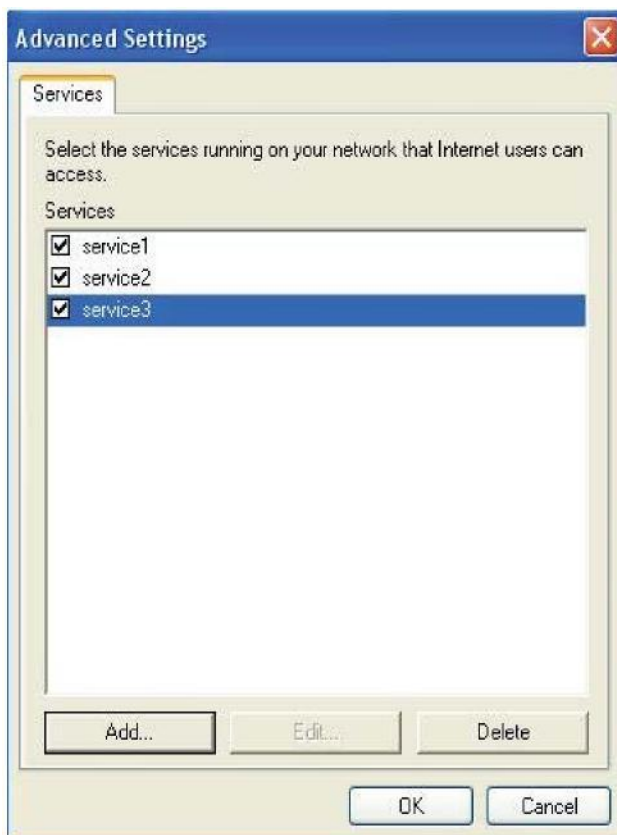 Advanced Settings
Services
Select the services running on your network that Internet users can
access.
Services
service1
service2
service3
Add...
Edit...
Delete
OK
Cancel